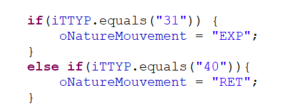 if(iTTYP.equals("31")) {
    oNatureMouvement = "EXP";
}
else if(iTTYP.equals("40")){
    oNatureMouvement = "RET";
}